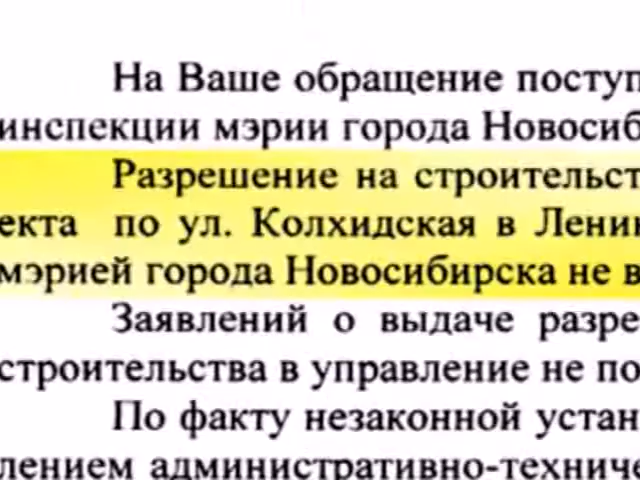 На Ваше обращение поступ
инспекции мэрии города Новосиб
Разрешение на строительст
екта по ул. Колхидская в Ленин
мэрией города Новосибирска не в
Заявлений о выдаче разре
строительства в управление не по
По факту незаконной устан
лением административно-техниче